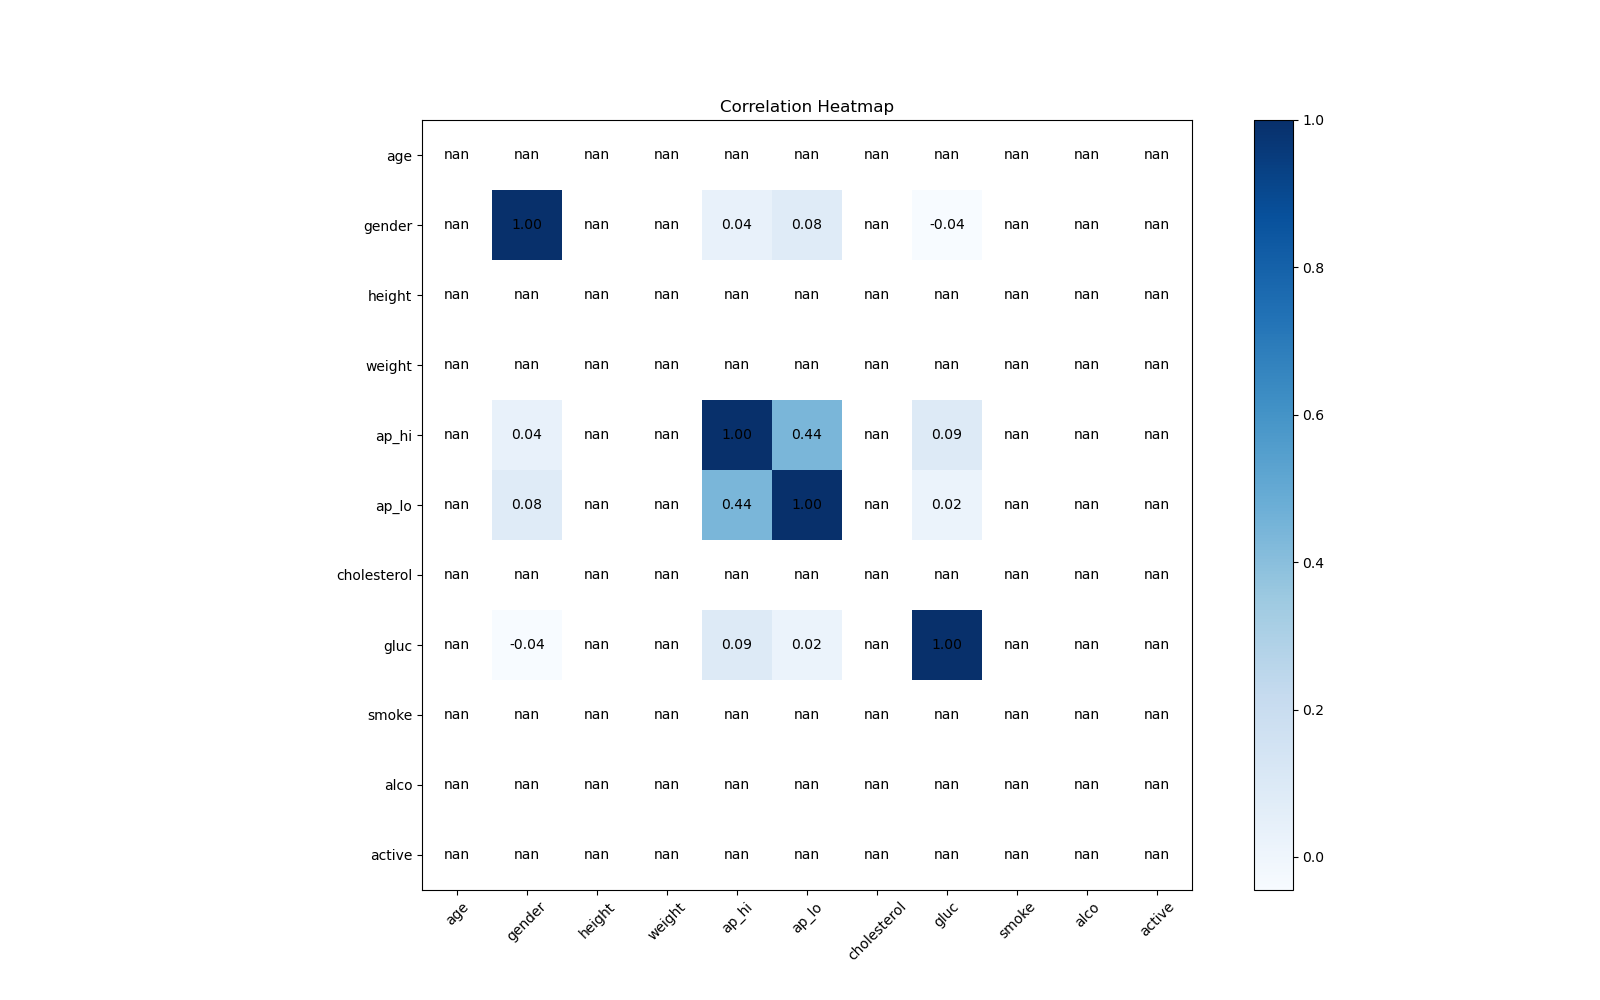 Correlation Heatmap
age nan nan nan nan nan nan nan nan nan nan nan
gender nan 1.00 nan nan 0.04 0.08 nan -0.04 nan nan nan
height nan nan nan nan nan nan nan nan nan nan nan
weight nan nan nan nan nan nan nan nan nan nan nan
ap_hi nan 0.04 nan nan 1.00 0.44 nan 0.09 nan nan nan
ap_lo nan 0.08 nan nan 0.44 1.00 nan 0.02 nan nan nan
cholesterol nan nan nan nan nan nan nan nan nan nan nan
gluc nan -0.04 nan nan 0.09 0.02 nan 1.00 nan nan nan
smoke nan nan nan nan nan nan nan nan nan nan nan
alco nan nan nan nan nan nan nan nan nan nan nan
active nan nan nan nan nan nan nan nan nan nan nan
age gender height weight ap_hi ap_lo cholesterol gluc smoke alco active
1.0
0.8
0.6
0.4
0.2
0.0